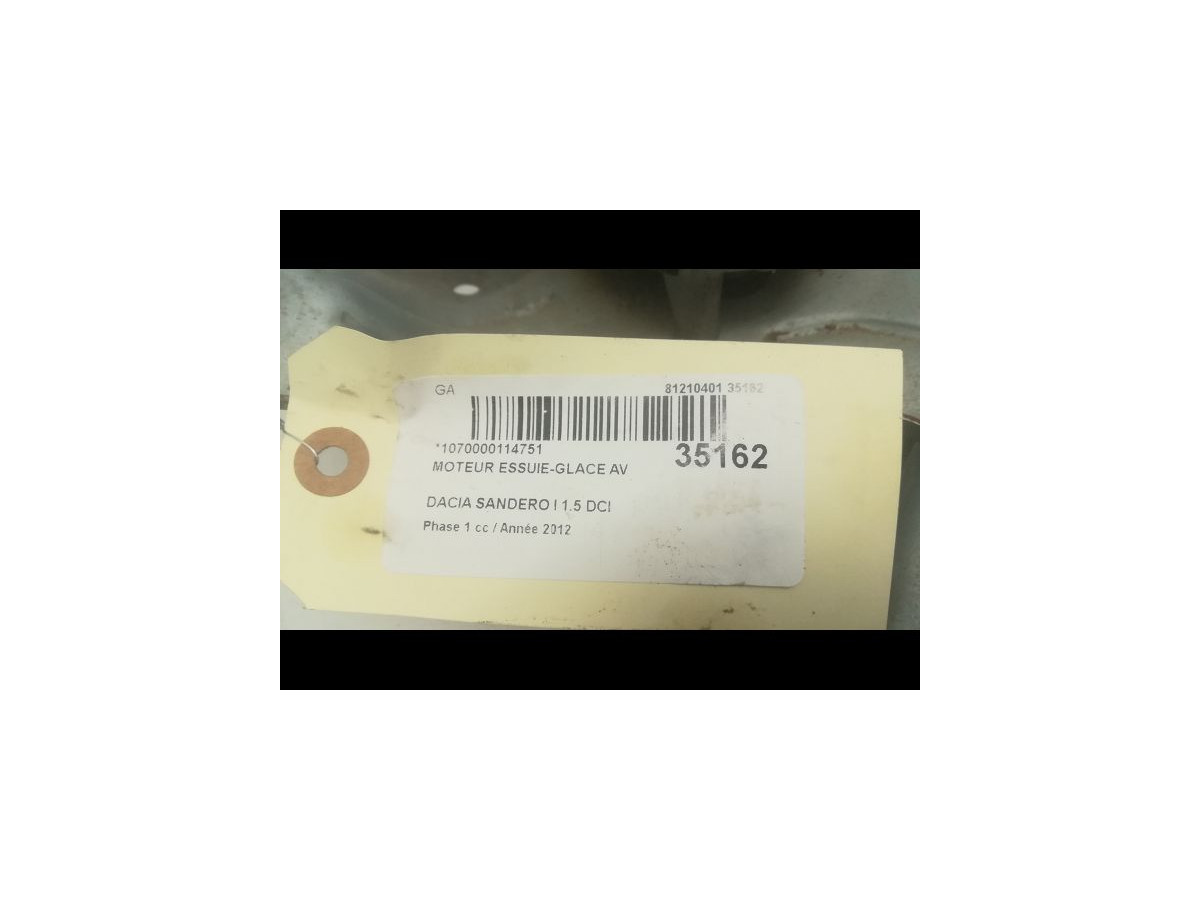 GA 81210401 35162
*1070000114751
35162
MOTEUR ESSUIE-GLACE AV
DACIA SANDERO I 1.5 DCI
Phase 1 cc / Année 2012